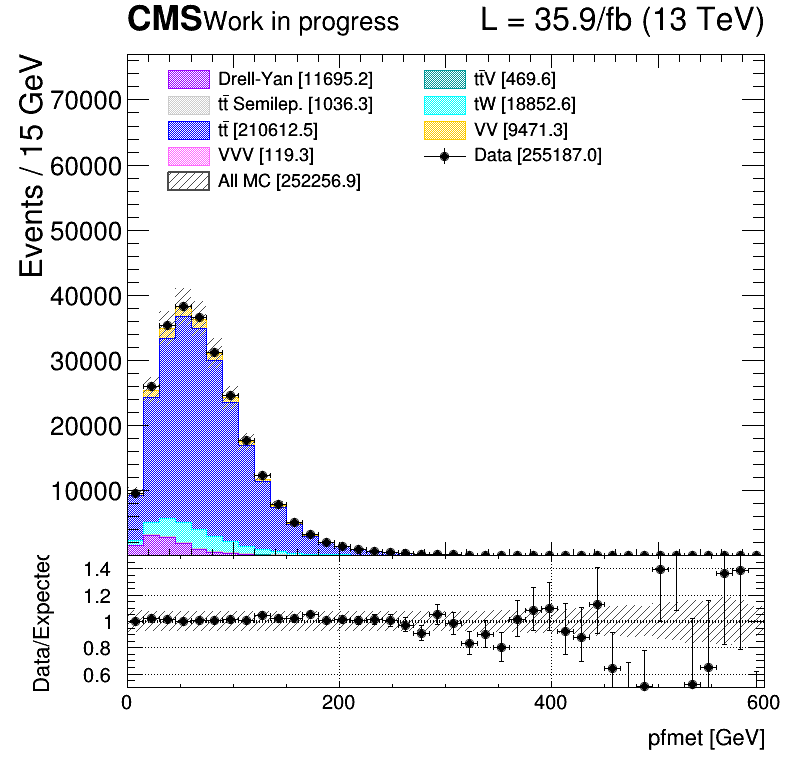 CMS Work in progress L = 35.9/fb (13 TeV)
Events / 15 GeV
70000
60000
50000
40000
30000
20000
10000
Drell-Yan [11695.2]
tt̄ Semilep. [1036.3]
tt̄ [210612.5]
VVV [119.3]
All MC [252256.9]
tt̄V [469.6]
tW [18852.6]
VV [9471.3]
Data [255187.0]
Data/Expected
1.4
1.2
1
0.8
0.6
0 200 400 600
pfmet [GeV]